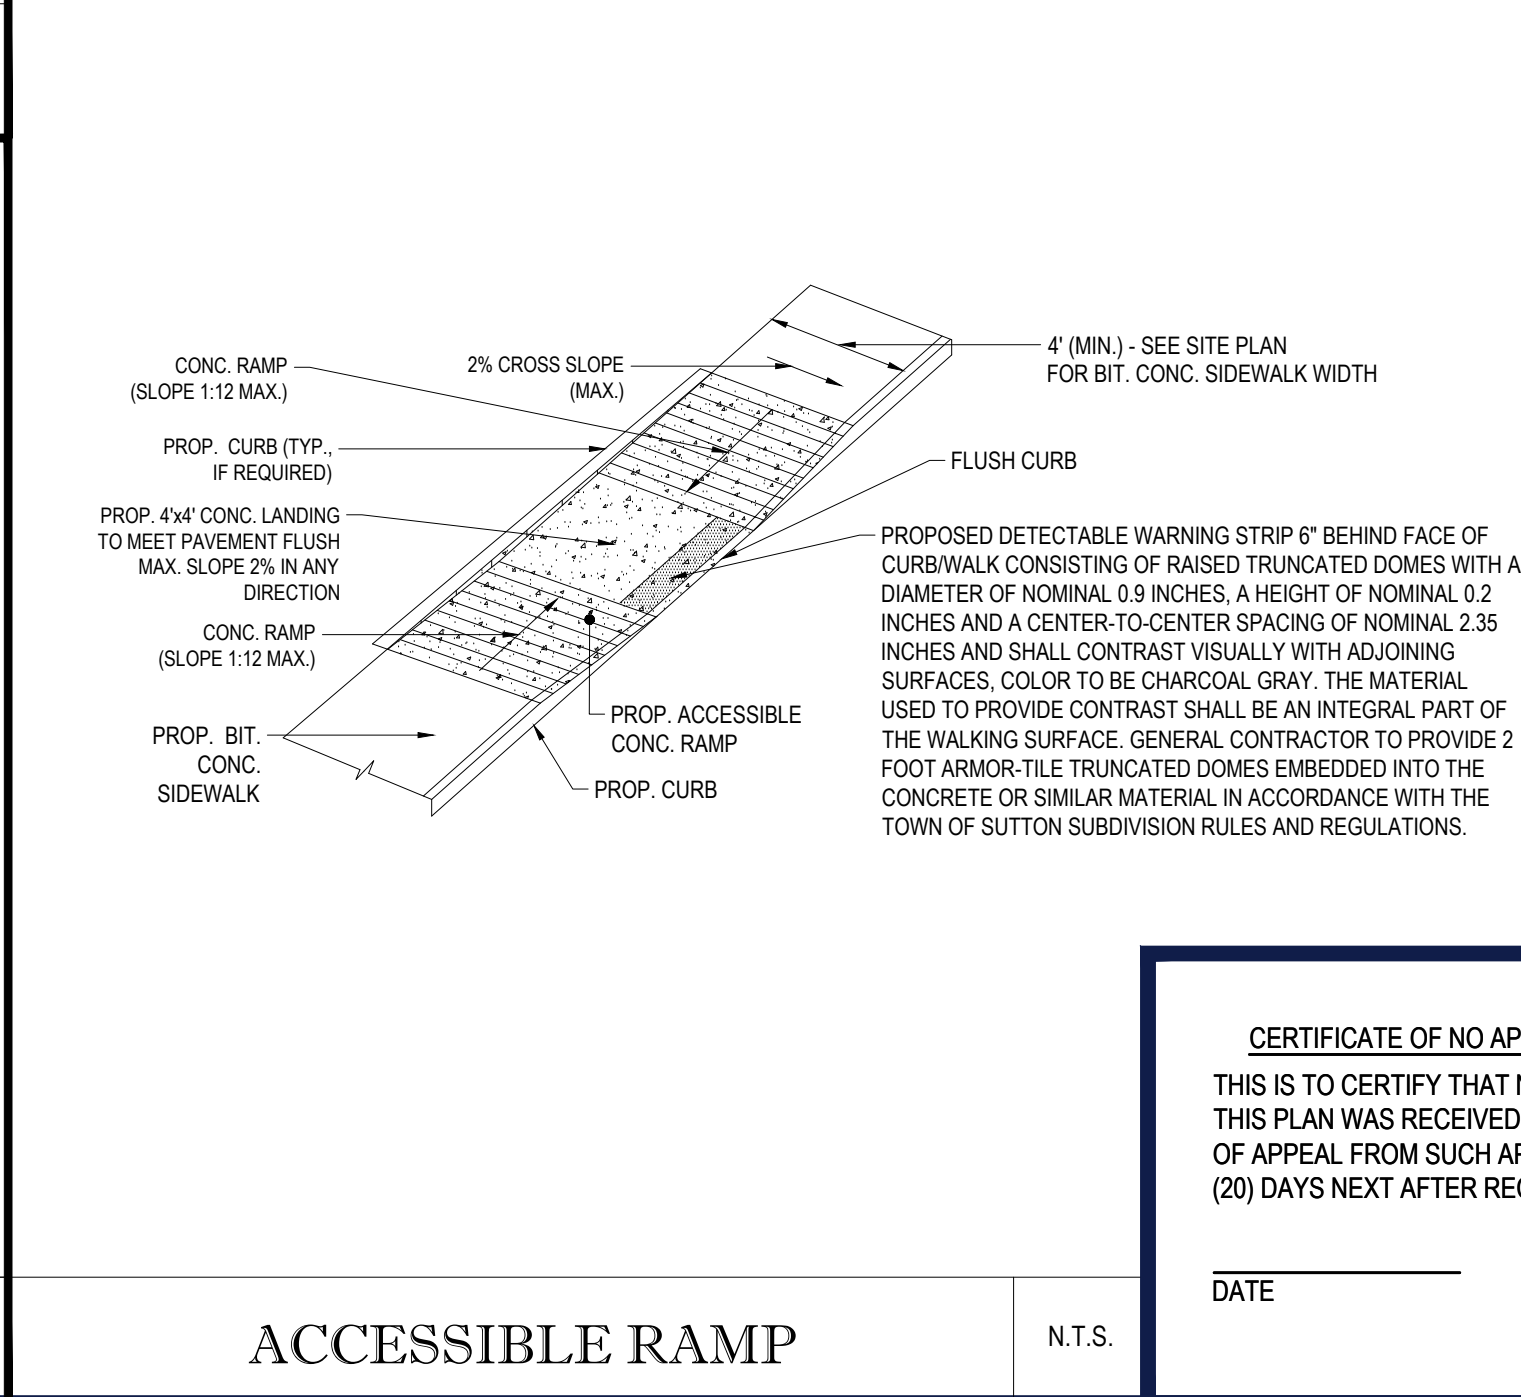 CONC. RAMP
(SLOPE 1:12 MAX.)
2% CROSS SLOPE
(MAX.)
4' (MIN.) - SEE SITE PLAN
FOR BIT. CONC. SIDEWALK WIDTH
PROP. CURB (TYP.,
IF REQUIRED)
FLUSH CURB
PROP. 4'x4' CONC. LANDING
TO MEET PAVEMENT FLUSH
MAX. SLOPE 2% IN ANY
DIRECTION
CONC. RAMP
(SLOPE 1:12 MAX.)
PROPOSED DETECTABLE WARNING STRIP 6" BEHIND FACE OF
CURB/WALK CONSISTING OF RAISED TRUNCATED DOMES WITH A
DIAMETER OF NOMINAL 0.9 INCHES, A HEIGHT OF NOMINAL 0.2
INCHES AND A CENTER-TO-CENTER SPACING OF NOMINAL 2.35
INCHES AND SHALL CONTRAST VISUALLY WITH ADJOINING
SURFACES, COLOR TO BE CHARCOAL GRAY. THE MATERIAL
USED TO PROVIDE CONTRAST SHALL BE AN INTEGRAL PART OF
THE WALKING SURFACE. GENERAL CONTRACTOR TO PROVIDE 2
FOOT ARMOR-TILE TRUNCATED DOMES EMBEDDED INTO THE
CONCRETE OR SIMILAR MATERIAL IN ACCORDANCE WITH THE
TOWN OF SUTTON SUBDIVISION RULES AND REGULATIONS.
PROP. ACCESSIBLE
CONC. RAMP
PROP. BIT.
CONC.
SIDEWALK
PROP. CURB
CERTIFICATE OF NO AP
THIS IS TO CERTIFY THAT
THIS PLAN WAS RECEIVED
OF APPEAL FROM SUCH AP
(20) DAYS NEXT AFTER REC
DATE
ACCESSIBLE RAMP
N.T.S.